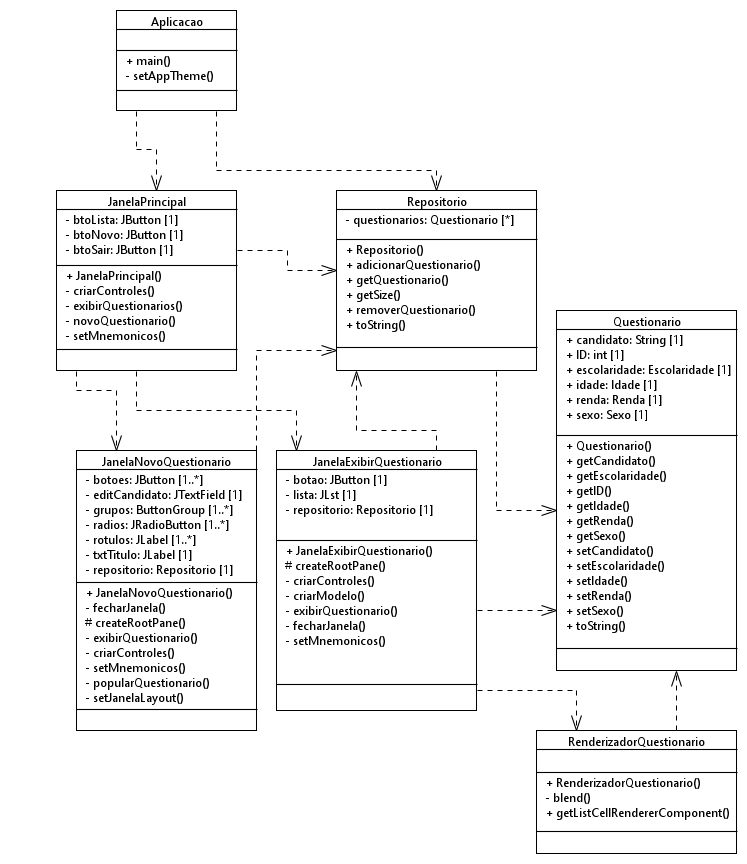 Aplicacao
+ main()
- setAppTheme()
JanelaPrincipal
- btoLista: JButton [1]
- btoNovo: JButton [1]
- btoSair: JButton [1]
+ JanelaPrincipal()
- criarControles()
- exibirQuestionarios()
- novoQuestionario()
- setMnemonicos()
Repositorio
- questionarios: Questionario [*]
+ Repositorio()
+ adicionarQuestionario()
+ getQuestionario()
+ getSize()
+ removerQuestionario()
+ toString()
Questionario
+ candidato: String [1]
+ ID: int [1]
+ escolaridade: Escolaridade [1]
+ idade: Idade [1]
+ renda: Renda [1]
+ sexo: Sexo [1]
+ Questionario()
+ getCandidato()
+ getEscolaridade()
+ getID()
+ getIdade()
+ getRenda()
+ getSexo()
+ setCandidato()
+ setEscolaridade()
+ setIdade()
+ setRenda()
+ setSexo()
+ toString()
JanelaNovoQuestionario
- botoes: JButton [1..*]
- editCandidato: JTextField [1]
- grupos: ButtonGroup [1..*]
- radios: JRadioButton [1..*]
- rotulos: JLabel [1..*]
- txtTitulo: JLabel [1]
- repositorio: Repositorio [1]
+ JanelaNovoQuestionario()
- fecharJanela()
# createRootPane()
- exibirQuestionario()
- criarControles()
- setMnemonicos()
- popularQuestionario()
- setJanelaLayout()
JanelaExibirQuestionario
- botao: JButton [1]
- lista: JLst [1]
- repositorio: Repositorio [1]
+ JanelaExibirQuestionario()
# createRootPane()
- criarControles()
- criarModelo()
- exibirQuestionario()
- fecharJanela()
- setMnemonicos()
RenderizadorQuestionario
+ RenderizadorQuestionario()
- blend()
+ getListCellRendererComponent()